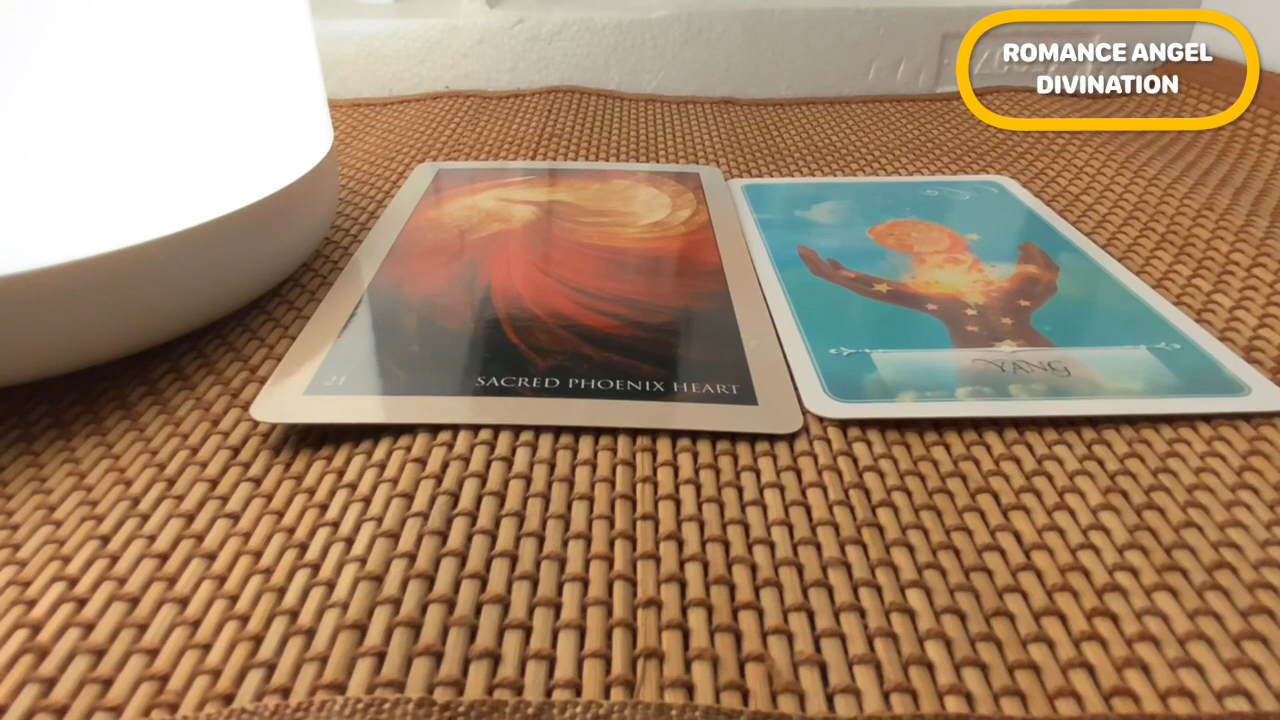 ROMANCE ANGEL
DIVINATION
21
SACRED PHOENIX HEART
YANG